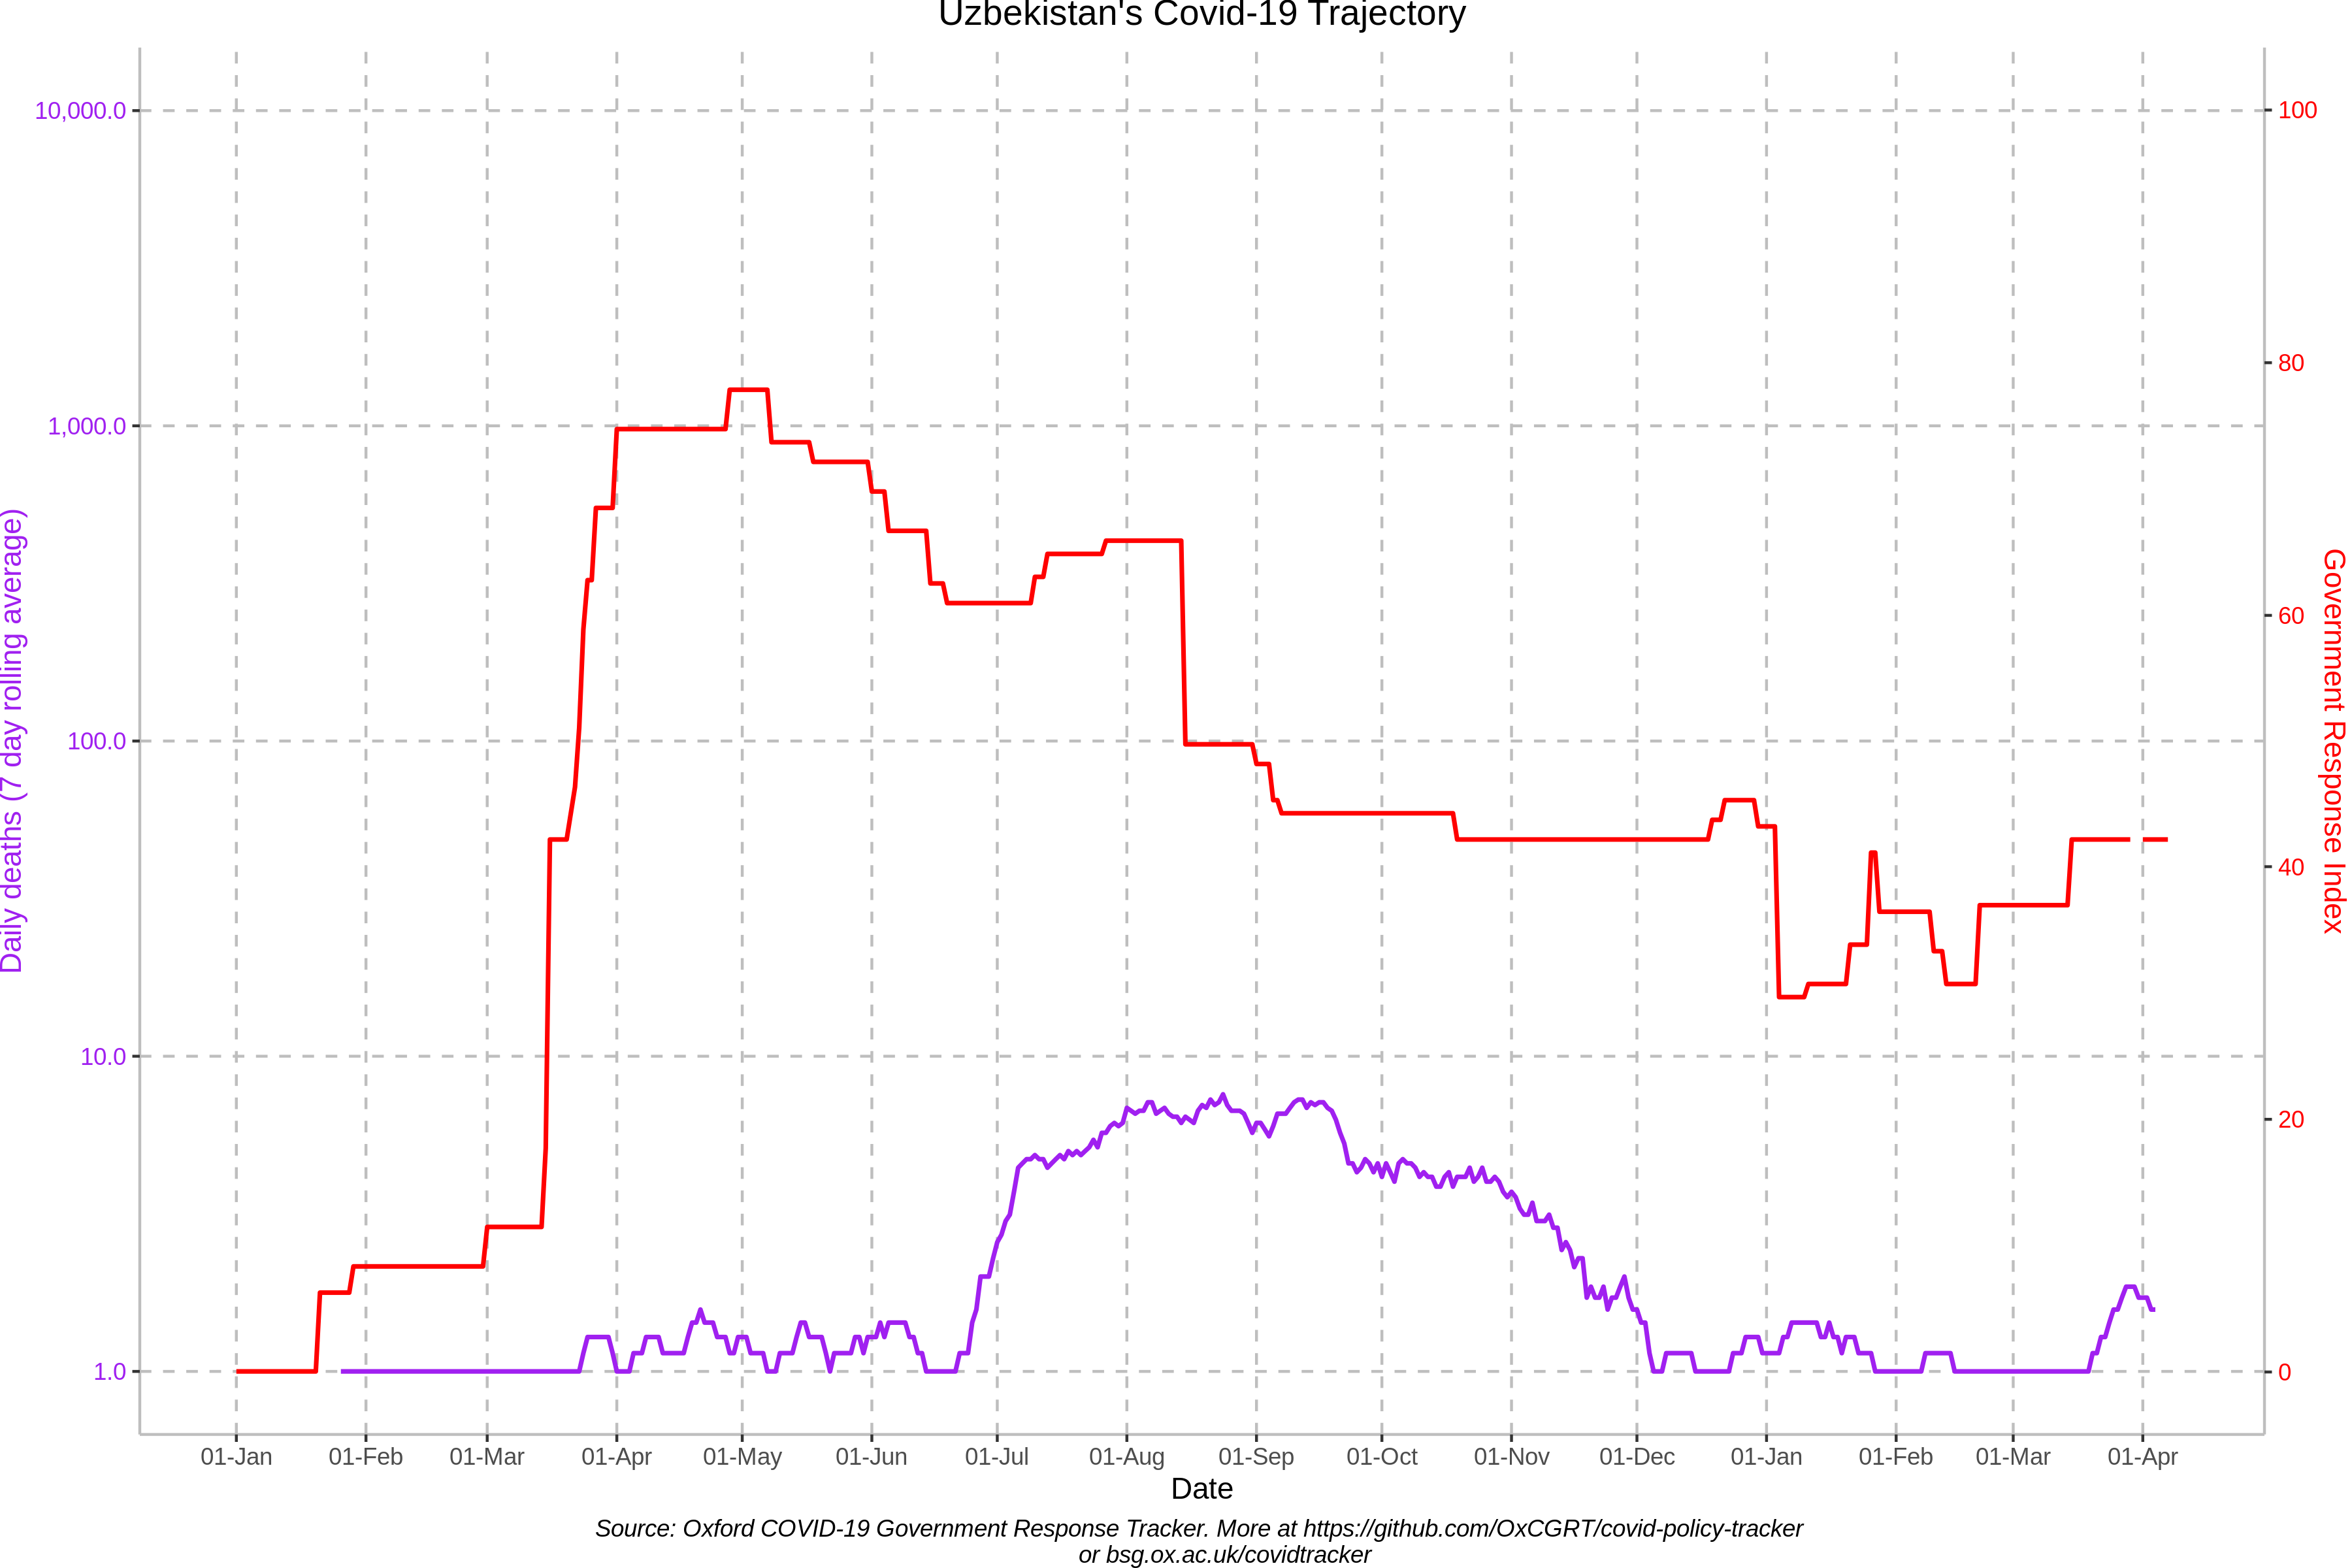 Uzbekistan's Covid-19 Trajectory
10,000.0
1,000.0
100.0
10.0
1.0
Daily deaths (7 day rolling average)
100
80
60
40
20
0
Government Response Index
01-Jan 01-Feb 01-Mar 01-Apr 01-May 01-Jun 01-Jul 01-Aug 01-Sep 01-Oct 01-Nov 01-Dec 01-Jan 01-Feb 01-Mar 01-Apr
Date
Source: Oxford COVID-19 Government Response Tracker. More at https://github.com/OxCGRT/covid-policy-tracker
or bsg.ox.ac.uk/covidtracker